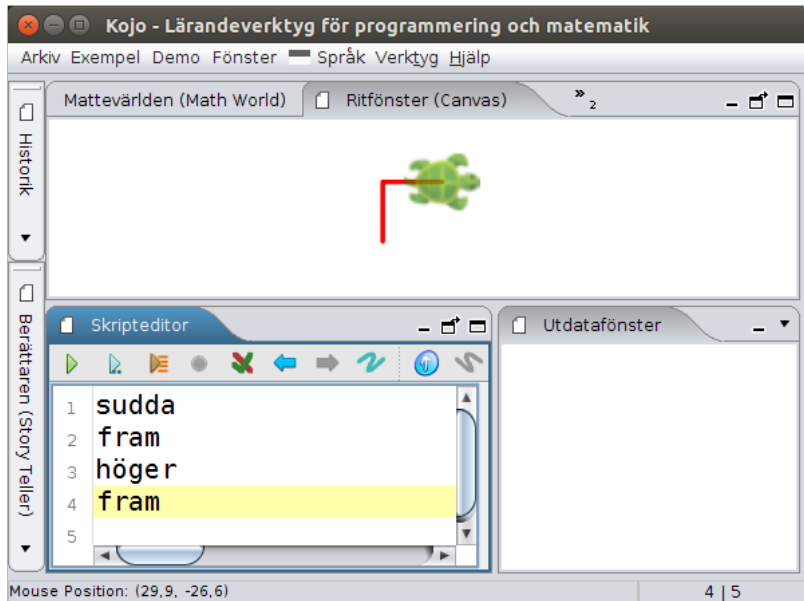 Kojo - Lärandeverktyg för programmering och matematik
Arkiv Exempel Demo Fönster Språk Verktyg Hjälp
Mattevärlden (Math World) Ritfönster (Canvas) » 2
Historik
Berättaren (Story Teller)
Skripteditor
Utdatafönster
1 sudda
2 fram
3 höger
4 fram
5
Mouse Position: (29,9, -26,6) 4 | 5